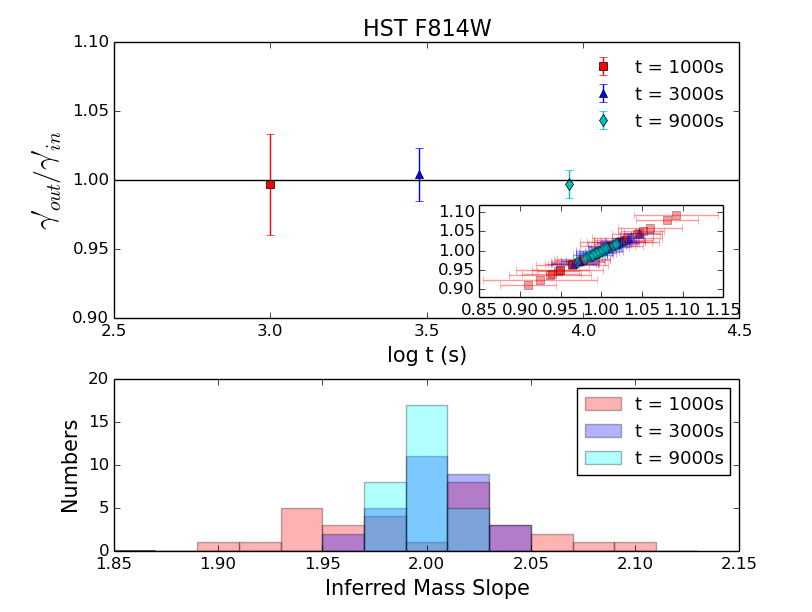 HST F814W
1.10
1.05
1.00
0.95
0.90
γ′out/γ′in
t = 1000s
t = 3000s
t = 9000s
1.10
1.05
1.00
0.95
0.90
0.85 0.90 0.95 1.00 1.05 1.10 1.15
2.5 3.0 3.5 4.0 4.5
log t (s)
20
15
10
5
0
Numbers
t = 1000s
t = 3000s
t = 9000s
1.85 1.90 1.95 2.00 2.05 2.10 2.15
Inferred Mass Slope